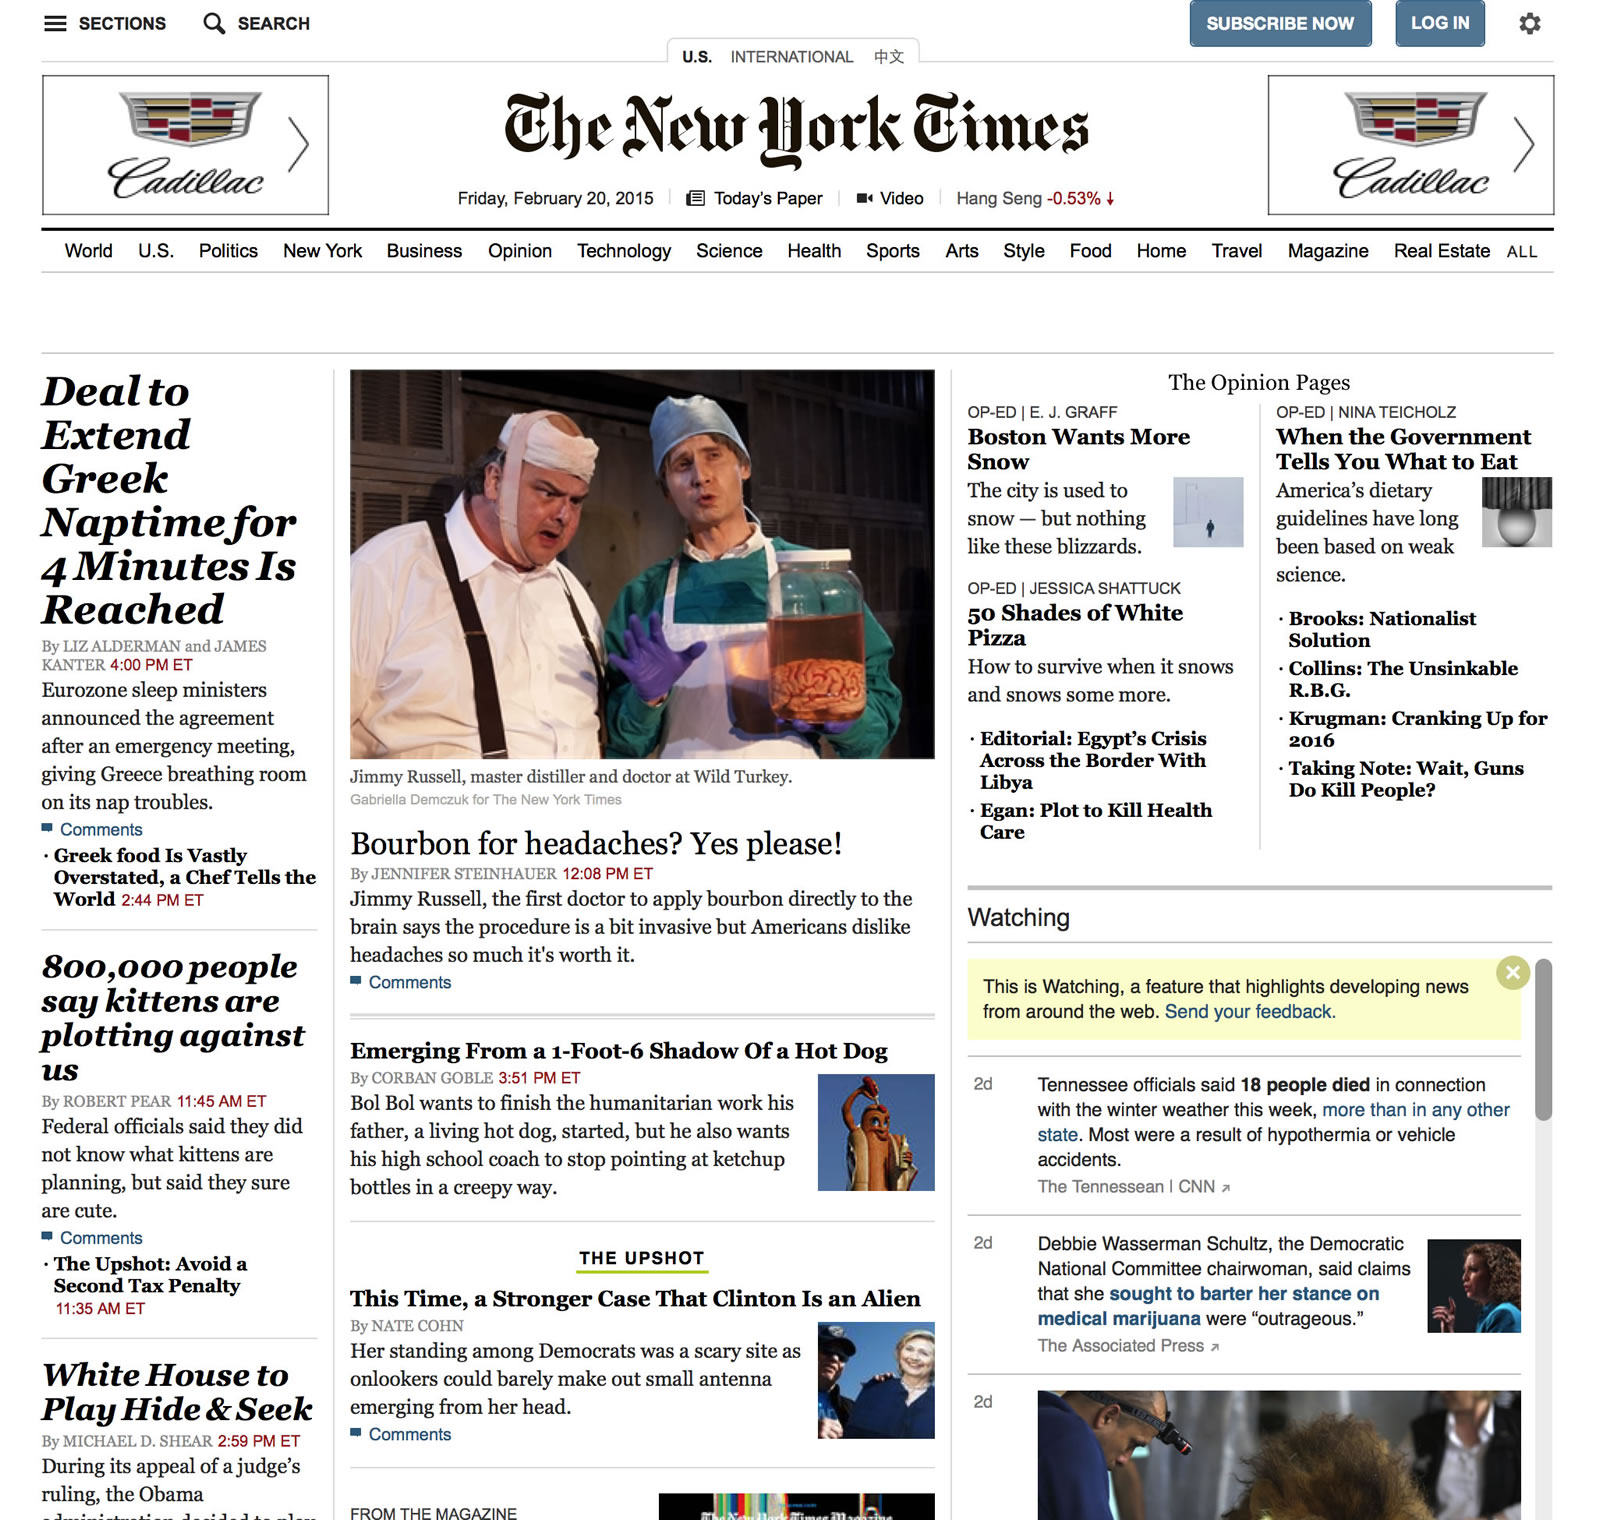 SECTIONS
SEARCH
SUBSCRIBE NOW
LOG IN
U.S.
INTERNATIONAL
中文
Cadillac
The New York Times
Cadillac
Friday, February 20, 2015
Today's Paper
Video
Hang Seng -0.53% ↓
World U.S. Politics New York Business Opinion Technology Science Health Sports Arts Style Food Home Travel Magazine Real Estate ALL
Deal to
Extend
Greek
Naptime for
4 Minutes Is
Reached
By LIZ ALDERMAN and JAMES
KANTER 4:00 PM ET
Eurozone sleep ministers
announced the agreement
after an emergency meeting,
giving Greece breathing room
on its nap troubles.
Comments
· Greek food Is Vastly
Overstated, a Chef Tells the
World 2:44 PM ET
800,000 people
say kittens are
plotting against
us
By ROBERT PEAR 11:45 AM ET
Federal officials said they did
not know what kittens are
planning, but said they sure
are cute.
Comments
· The Upshot: Avoid a
Second Tax Penalty
11:35 AM ET
White House to
Play Hide & Seek
By MICHAEL D. SHEAR 2:59 PM ET
During its appeal of a judge’s
ruling, the Obama
administration decided to play
Jimmy Russell, master distiller and doctor at Wild Turkey.
Gabriella Demczuk for The New York Times
Bourbon for headaches? Yes please!
By JENNIFER STEINHAUER 12:08 PM ET
Jimmy Russell, the first doctor to apply bourbon directly to the
brain says the procedure is a bit invasive but Americans dislike
headaches so much it's worth it.
Comments
Emerging From a 1-Foot-6 Shadow Of a Hot Dog
By CORBAN GOBLE 3:51 PM ET
Bol Bol wants to finish the humanitarian work his
father, a living hot dog, started, but he also wants
his high school coach to stop pointing at ketchup
bottles in a creepy way.
THE UPSHOT
This Time, a Stronger Case That Clinton Is an Alien
By NATE COHN
Her standing among Democrats was a scary site as
onlookers could barely make out small antenna
emerging from her head.
Comments
FROM THE MAGAZINE
The New York Times Magazine
The Opinion Pages
OP-ED | E. J. GRAFF
Boston Wants More
Snow
The city is used to
snow — but nothing
like these blizzards.
OP-ED | JESSICA SHATTUCK
50 Shades of White
Pizza
How to survive when it snows
and snows some more.
· Editorial: Egypt’s Crisis
Across the Border With
Libya
· Egan: Plot to Kill Health
Care
OP-ED | NINA TEICHOLZ
When the Government
Tells You What to Eat
America’s dietary
guidelines have long
been based on weak
science.
· Brooks: Nationalist
Solution
· Collins: The Unsinkable
R.B.G.
· Krugman: Cranking Up for
2016
· Taking Note: Wait, Guns
Do Kill People?
Watching
This is Watching, a feature that highlights developing news
from around the web. Send your feedback.
2d
Tennessee officials said 18 people died in connection
with the winter weather this week, more than in any other
state. Most were a result of hypothermia or vehicle
accidents.
The Tennessean | CNN
2d
Debbie Wasserman Schultz, the Democratic
National Committee chairwoman, said claims
that she sought to barter her stance on
medical marijuana were “outrageous.”
The Associated Press
2d